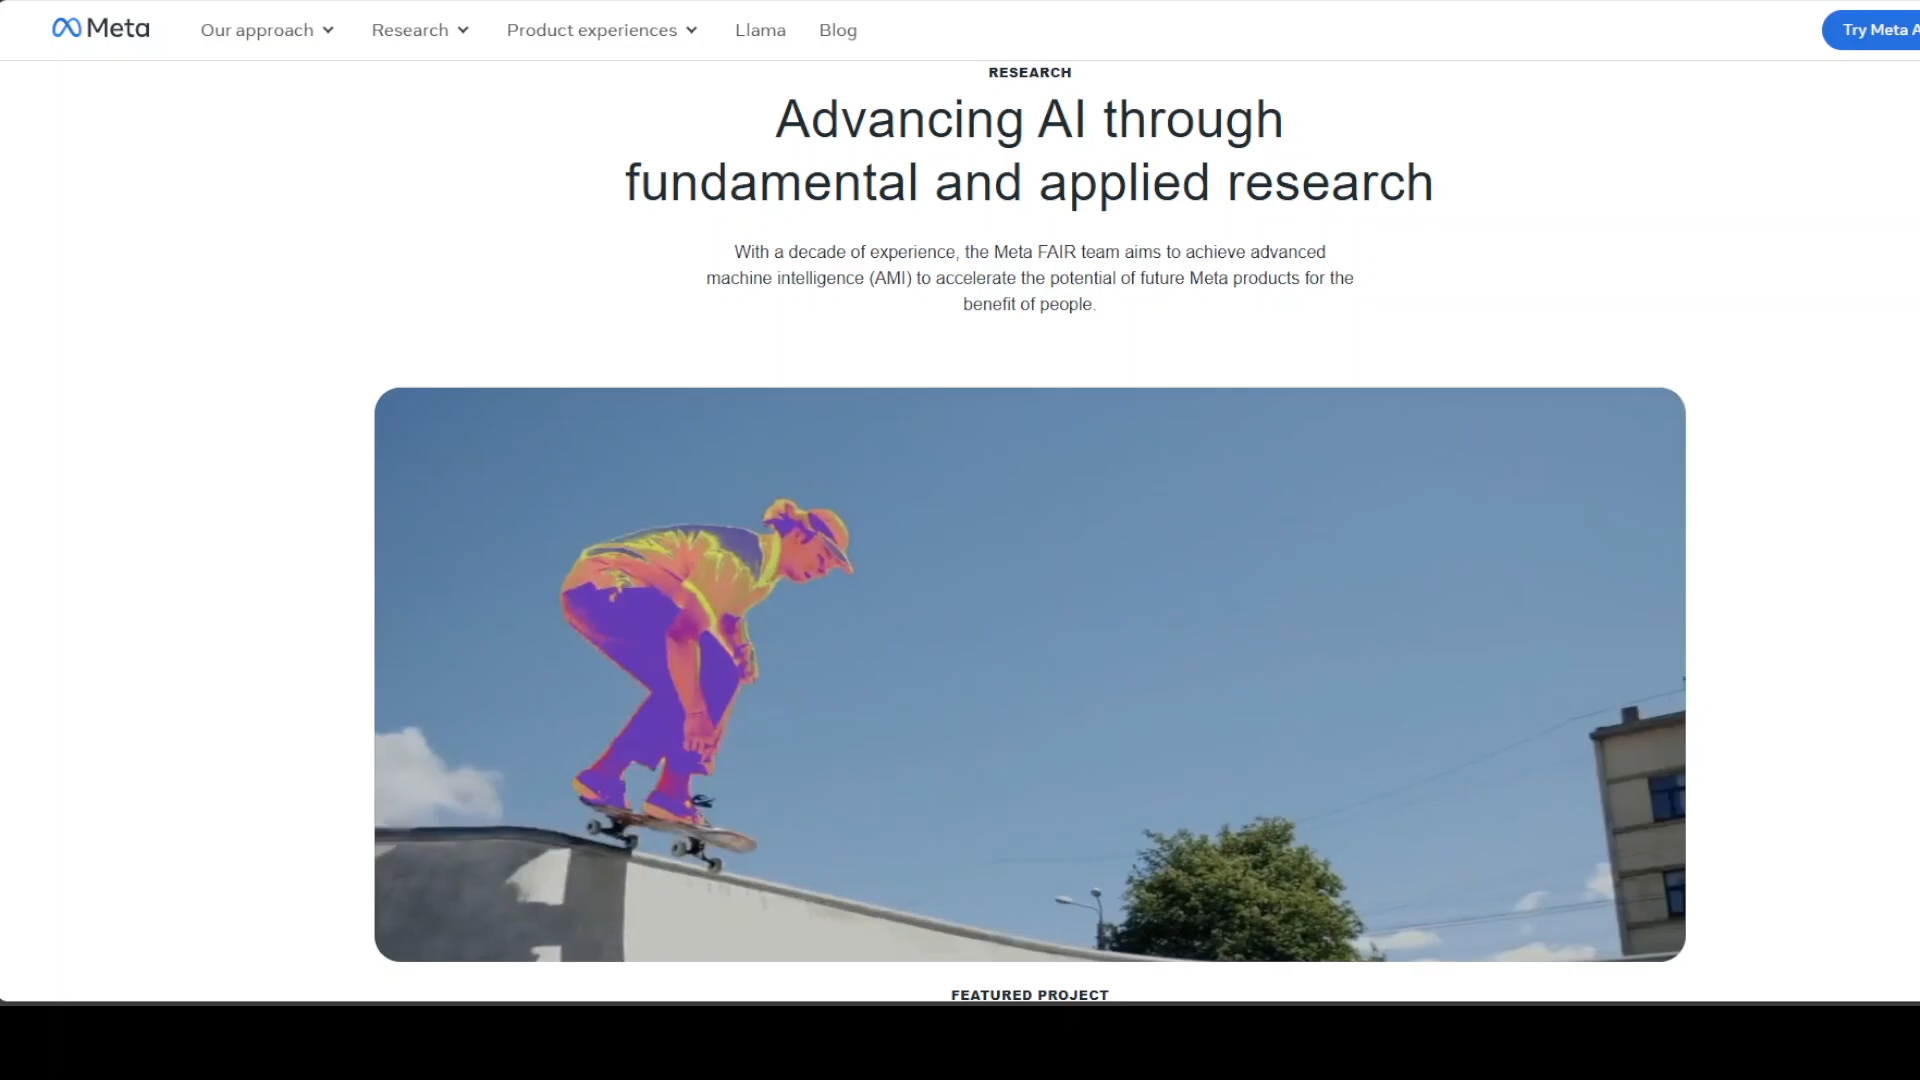 Meta
Our approach
Research
Product experiences
Llama
Blog
Try Meta A
RESEARCH
Advancing AI through
fundamental and applied research
With a decade of experience, the Meta FAIR team aims to achieve advanced
machine intelligence (AMI) to accelerate the potential of future Meta products for the
benefit of people.
FEATURED PROJECT